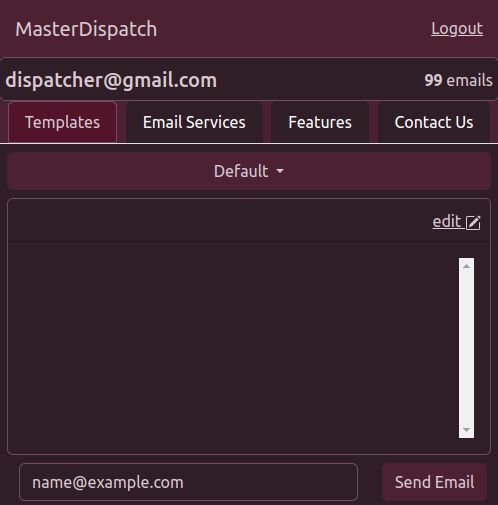 MasterDispatch Logout
dispatcher@gmail.com 99 emails
Templates Email Services Features Contact Us
Default
edit
name@example.com Send Email